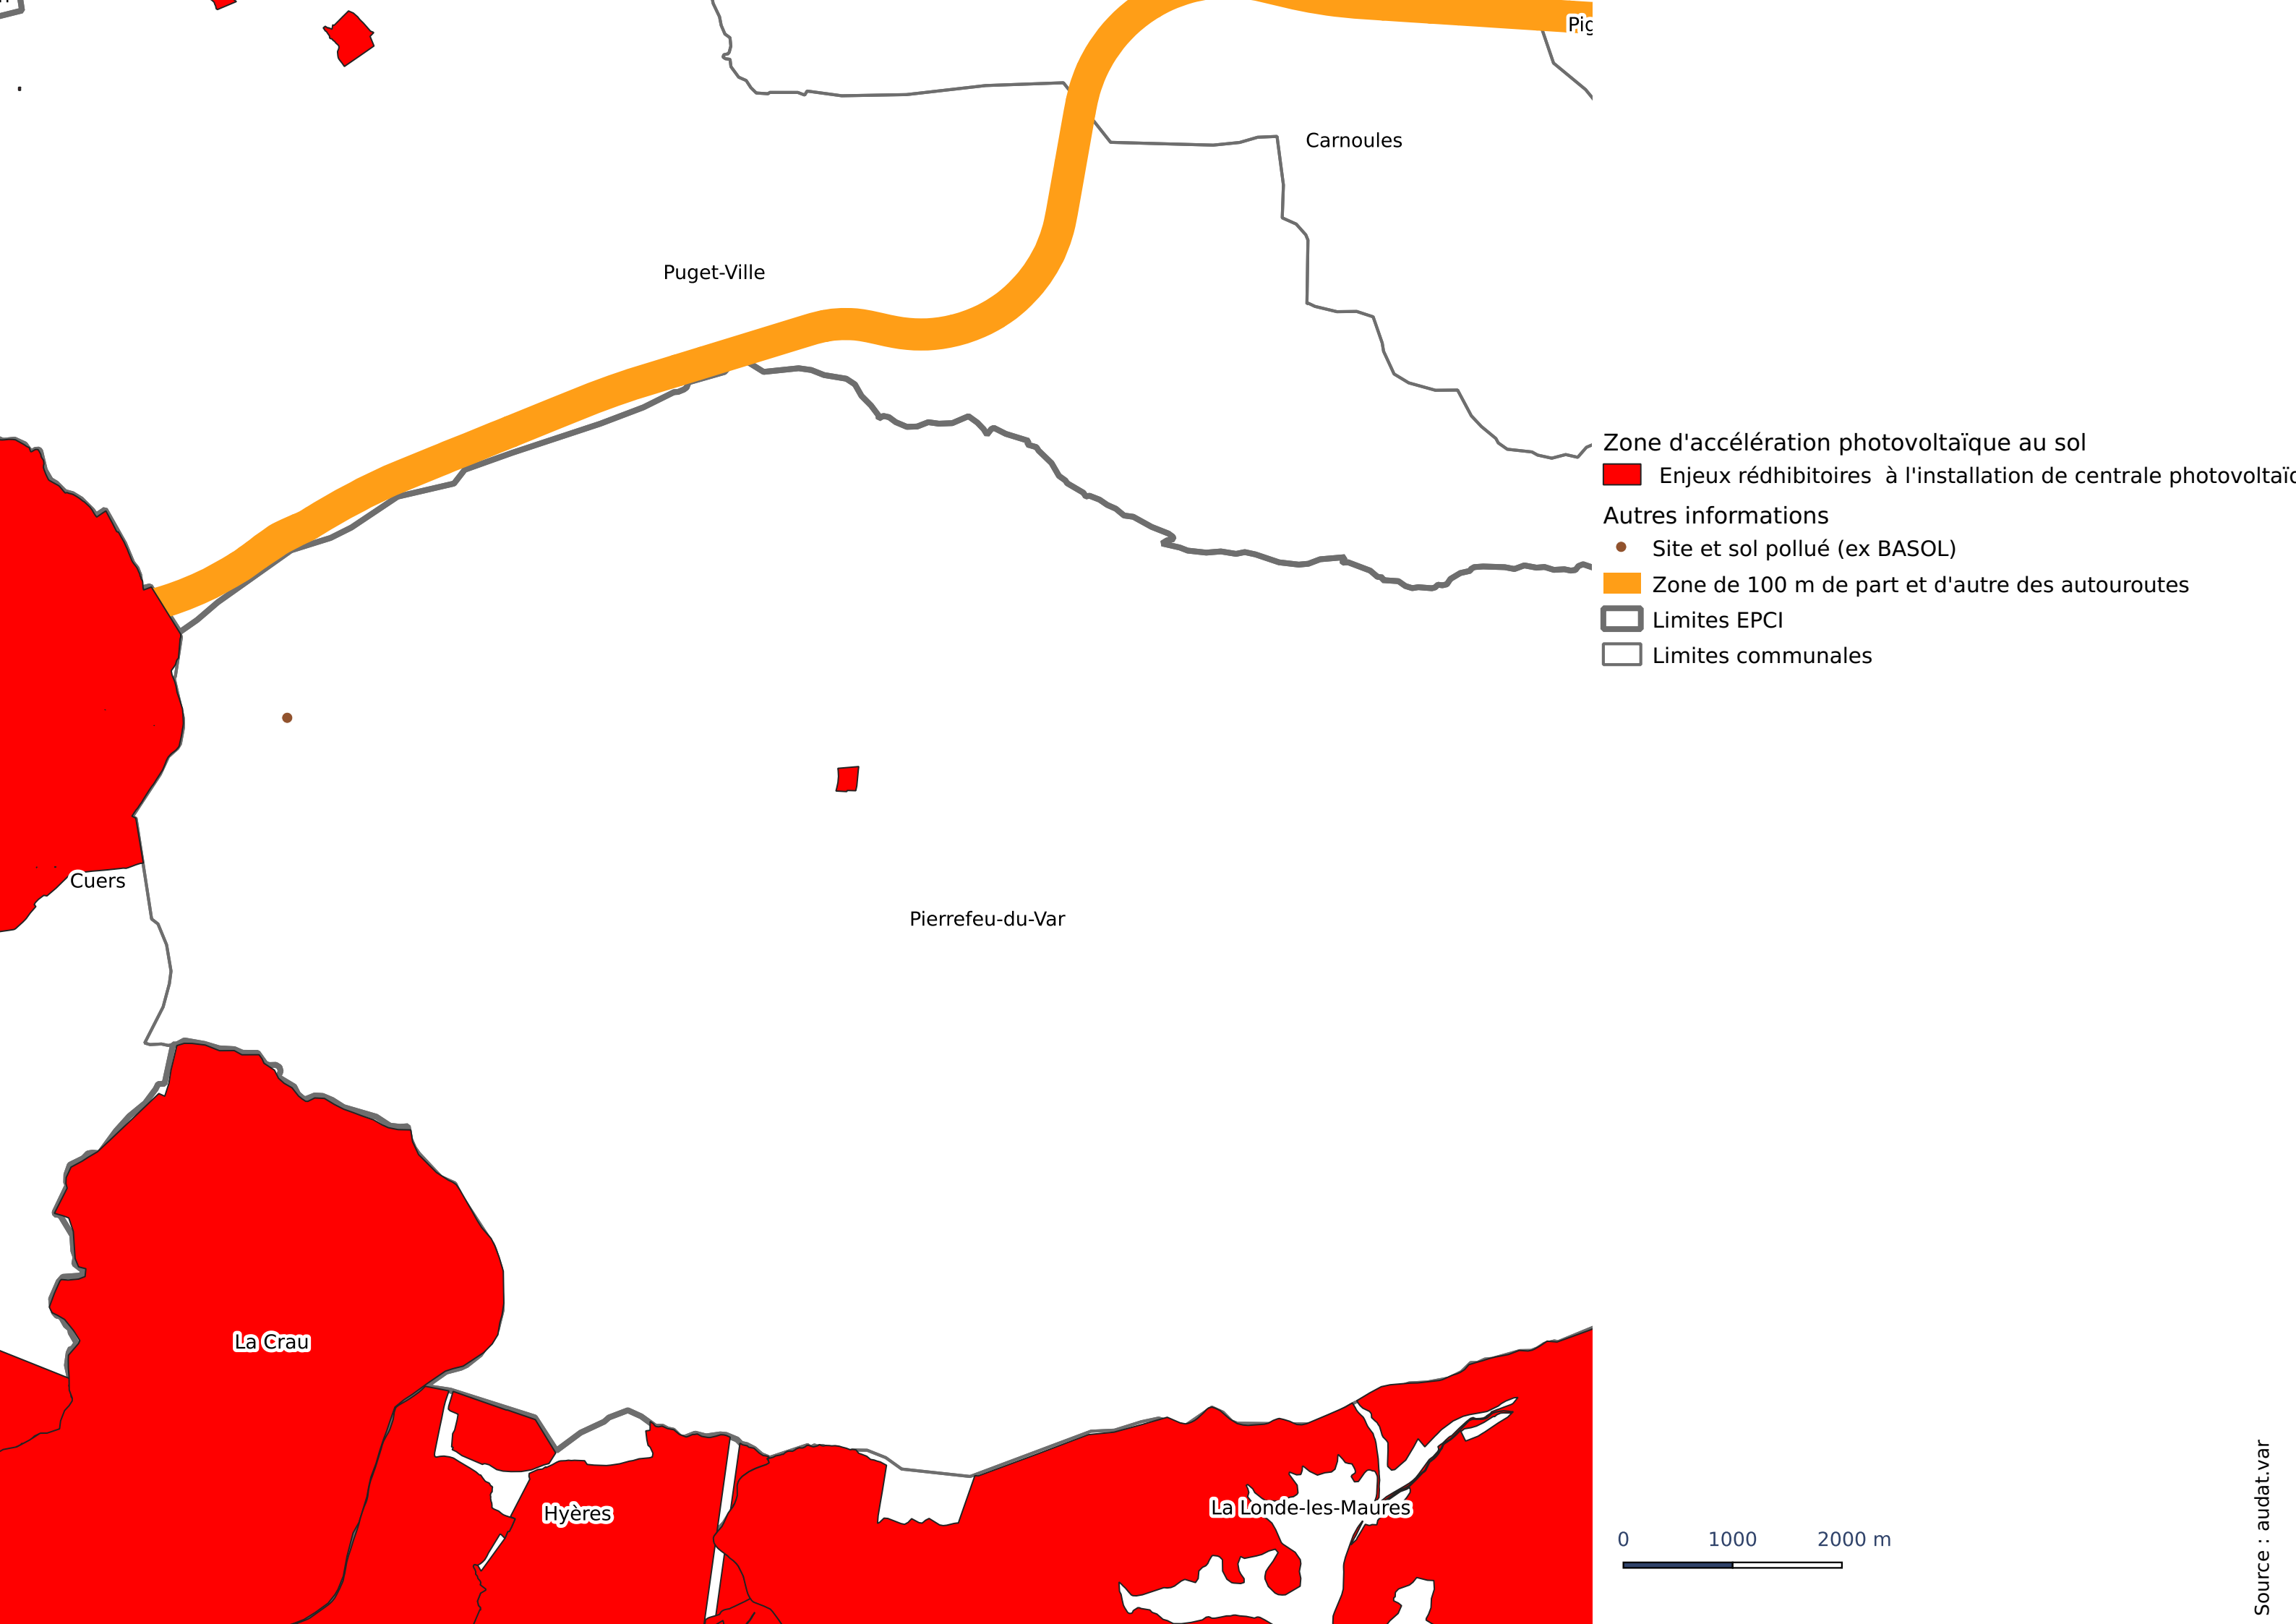 Pig
Carnoules
Puget-Ville
Cuers
Pierrefeu-du-Var
La Crau
Hyères
La Londe-les-Maures
Zone d'accélération photovoltaïque au sol
Enjeux rédhibitoires à l'installation de centrale photovoltaïq
Autres informations
Site et sol pollué (ex BASOL)
Zone de 100 m de part et d'autre des autouroutes
Limites EPCI
Limites communales
0 1000 2000 m
Source : audat.var